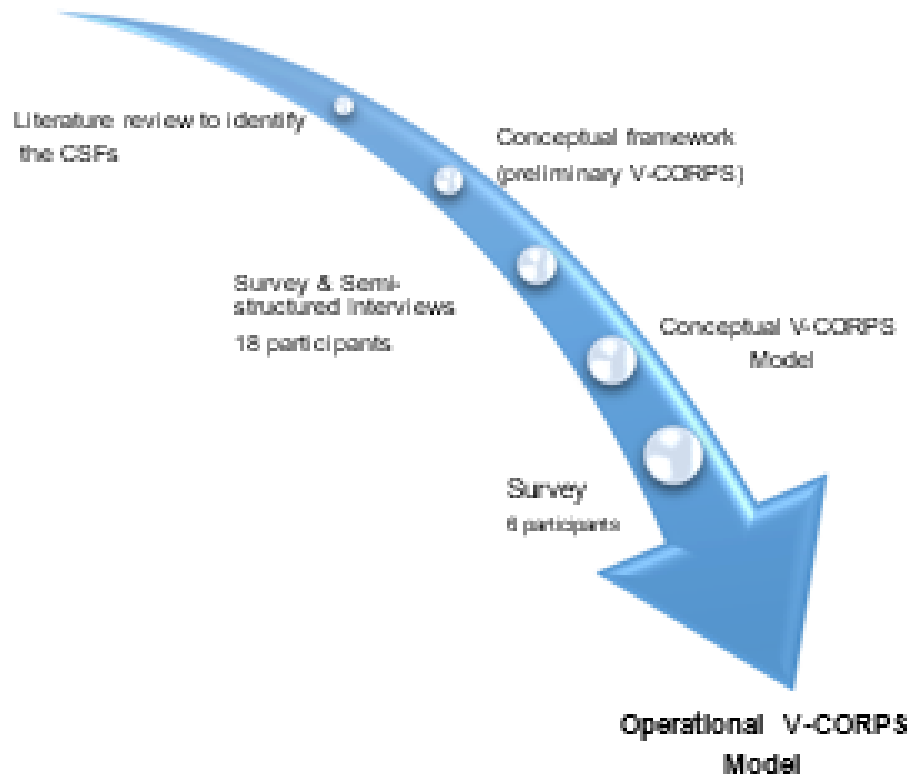 Literature review to identify
the CSFs
Conceptual framework
(preliminary V-CORPS)
Survey & Semi-
structured Interviews
18 participants
Conceptual V-CORPS
Model
Survey
6 participants
Operational V-CORPS
Model